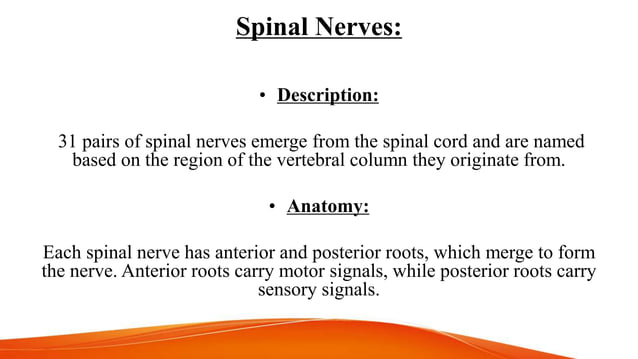 Spinal Nerves:
• Description:
31 pairs of spinal nerves emerge from the spinal cord and are named
based on the region of the vertebral column they originate from.
• Anatomy:
Each spinal nerve has anterior and posterior roots, which merge to form
the nerve. Anterior roots carry motor signals, while posterior roots carry
sensory signals.